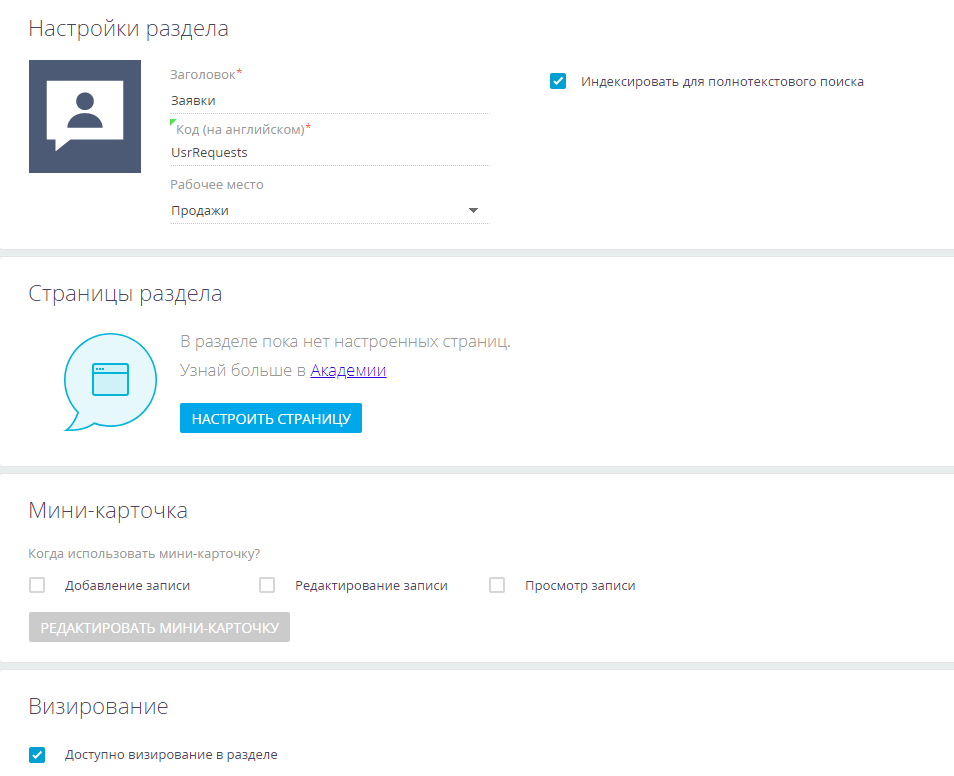 Настройки раздела
Заголовок*
Заявки
Индексировать для полнотекстового поиска
Код (на английском)*
UsrRequests
Рабочее место
Продажи
Страницы раздела
В разделе пока нет настроенных страниц.
Узнай больше в Академии
НАСТРОИТЬ СТРАНИЦУ
Мини-карточка
Когда использовать мини-карточку?
Добавление записи Редактирование записи Просмотр записи
РЕДАКТИРОВАТЬ МИНИ-КАРТОЧКУ
Визирование
Доступно визирование в разделе